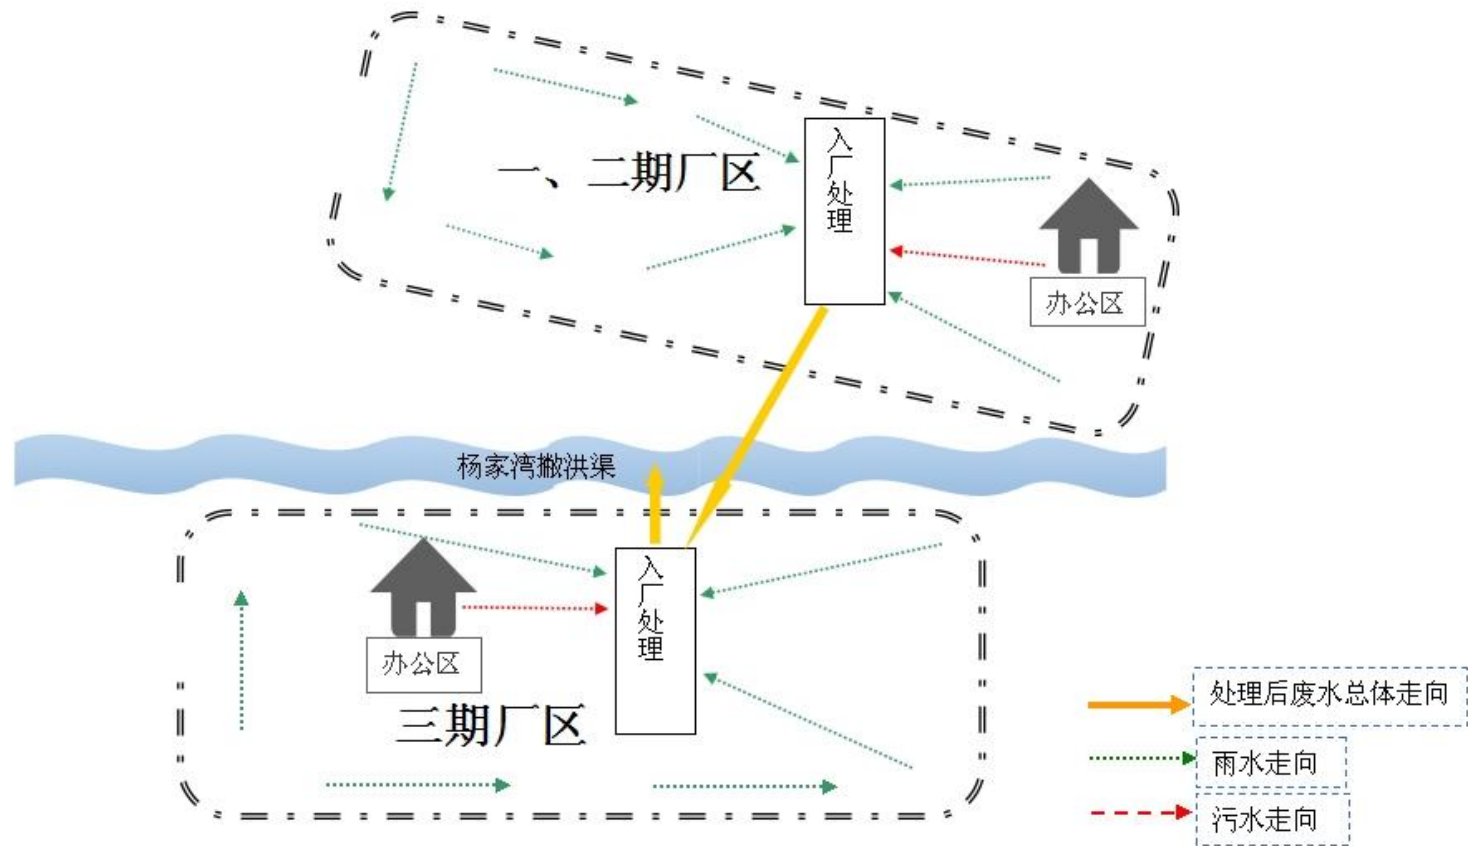 入厂处理
一、二期厂区
办公区
杨家湾撇洪渠
入厂处理
办公区
三期厂区
处理后废水总体走向
雨水走向
污水走向